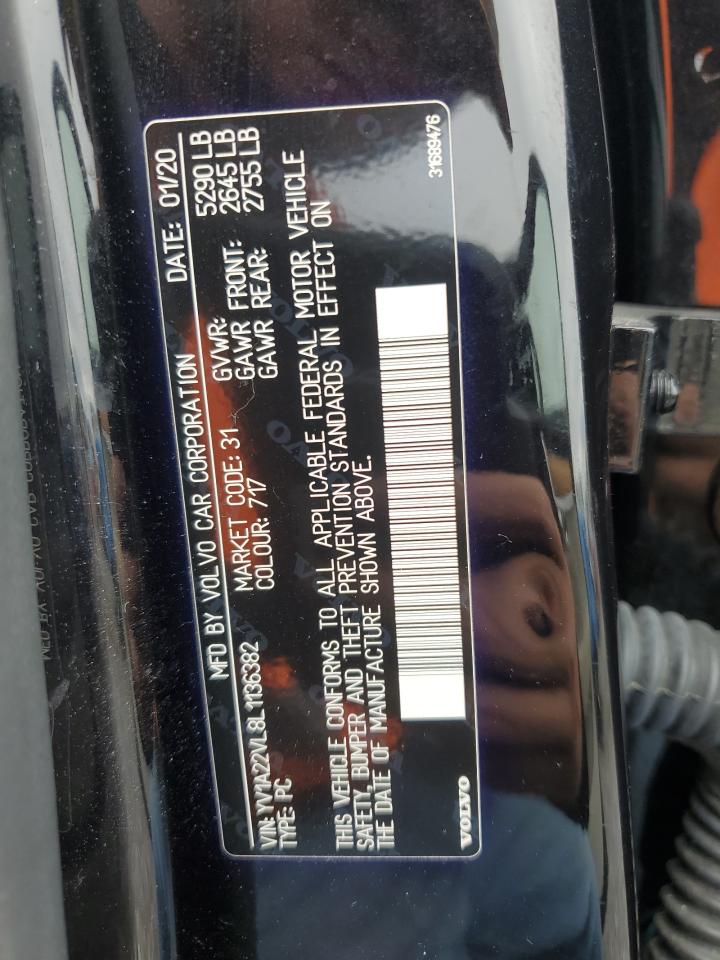 MFD BY VOLVO CAR CORPORATION DATE: 01/20
GVWR: 5290 LB
VIN: YV1A22VL8L1136382 MARKET CODE: 31 GAWR FRONT: 2645 LB
TYPE: PC COLOUR: 717 GAWR REAR: 2755 LB
THIS VEHICLE CONFORMS TO ALL APPLICABLE FEDERAL MOTOR VEHICLE
SAFETY, BUMPER AND THEFT PREVENTION STANDARDS IN EFFECT ON
THE DATE OF MANUFACTURE SHOWN ABOVE.
VOLVO 31689476